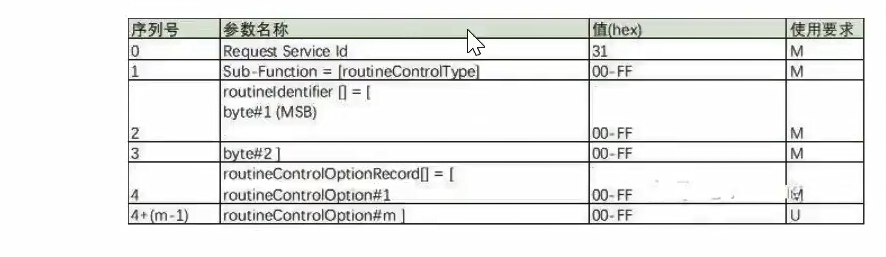 序列号 参数名称 值(hex) 使用要求
0 Request Service Id 31 M
1 Sub-Function = [routineControlType] 00-FF M
routineIdentifier [] = [
byte#1 (MSB)
2 00-FF M
3 byte#2 ] 00-FF M
routineControlOptionRecord[] = [
4 routineControlOption#1 00-FF
4+(m-1) routineControlOption#m ] 00-FF U